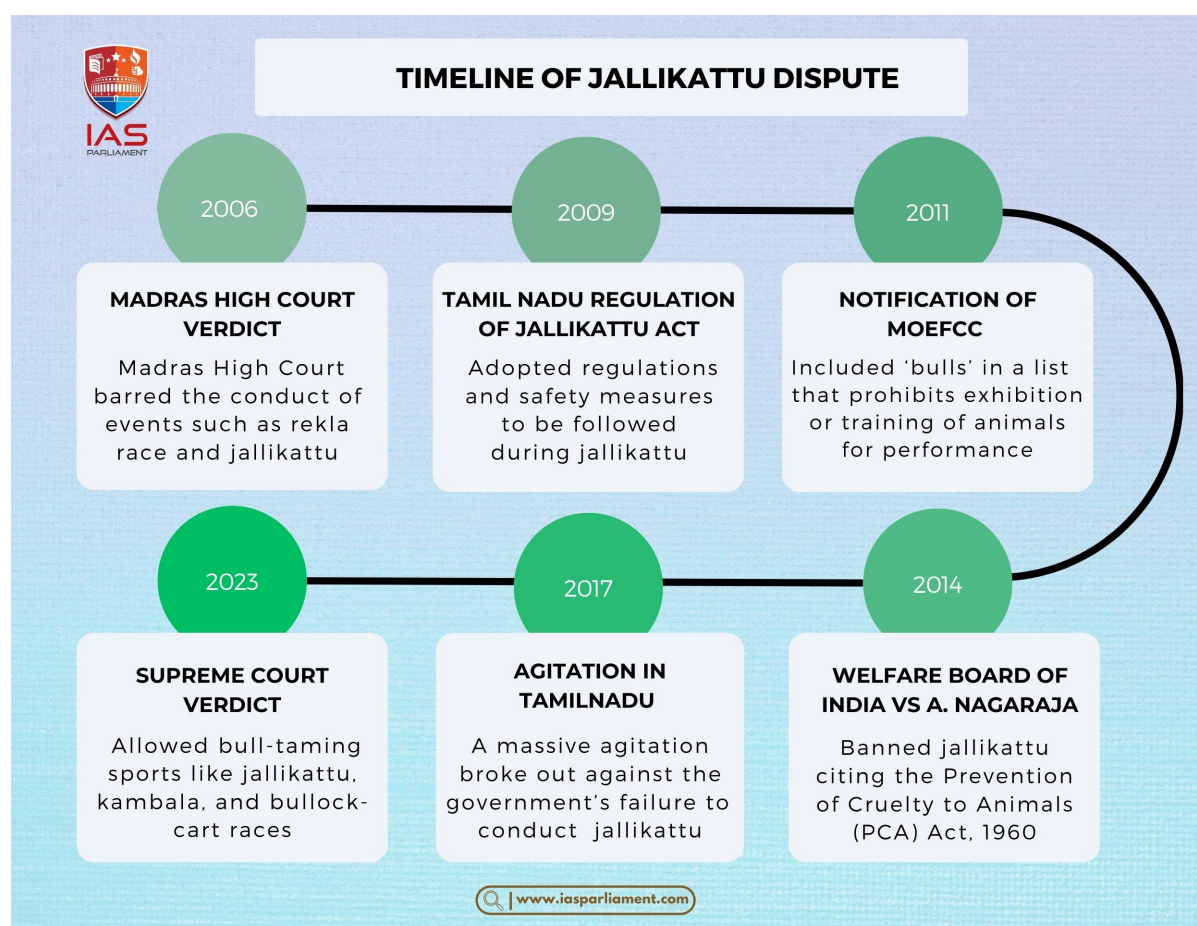 IAS
PARLIAMENT
TIMELINE OF JALLIKATTU DISPUTE
2006
MADRAS HIGH COURT
VERDICT
Madras High Court
barred the conduct of
events such as rekla
race and jallikattu
2009
TAMIL NADU REGULATION
OF JALLIKATTU ACT
Adopted regulations
and safety measures
to be followed
during jallikattu
2011
NOTIFICATION OF
MOEFCC
Included ‘bulls’ in a list
that prohibits exhibition
or training of animals
for performance
2014
WELFARE BOARD OF
INDIA VS A. NAGARAJA
Banned jallikattu
citing the Prevention
of Cruelty to Animals
(PCA) Act, 1960
2017
AGITATION IN
TAMILNADU
A massive agitation
broke out against the
government’s failure to
conduct jallikattu
2023
SUPREME COURT
VERDICT
Allowed bull-taming
sports like jallikattu,
kambala, and bullock-
cart races
| www.iasparliament.com